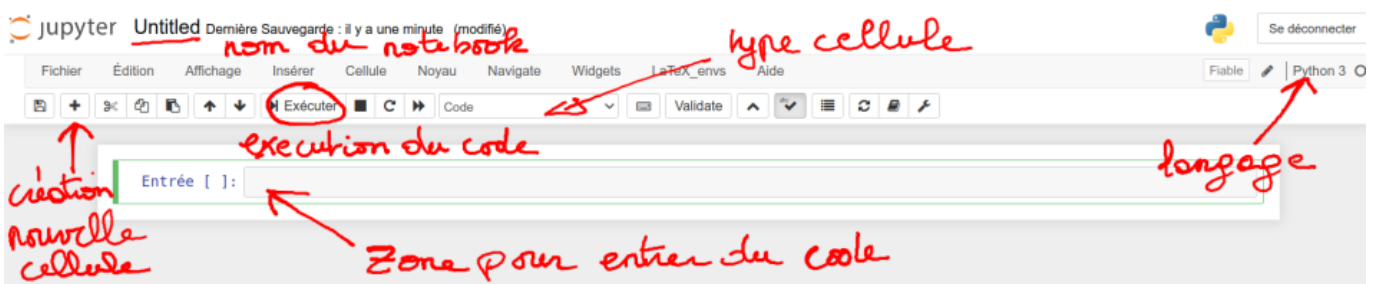 jupyter Untitled Dernière Sauvegarde : il y a une minute (modifié) Se déconnecter
nom du notebook
type cellule
Fichier Édition Affichage Insérer Cellule Noyau Navigate Widgets LaTeX_envs Aide Fiable Python 3
Exécuter Code Validate
execution du code
langage
Entrée [ ]:
création
nouvelle
cellule
Zone pour entrer du code